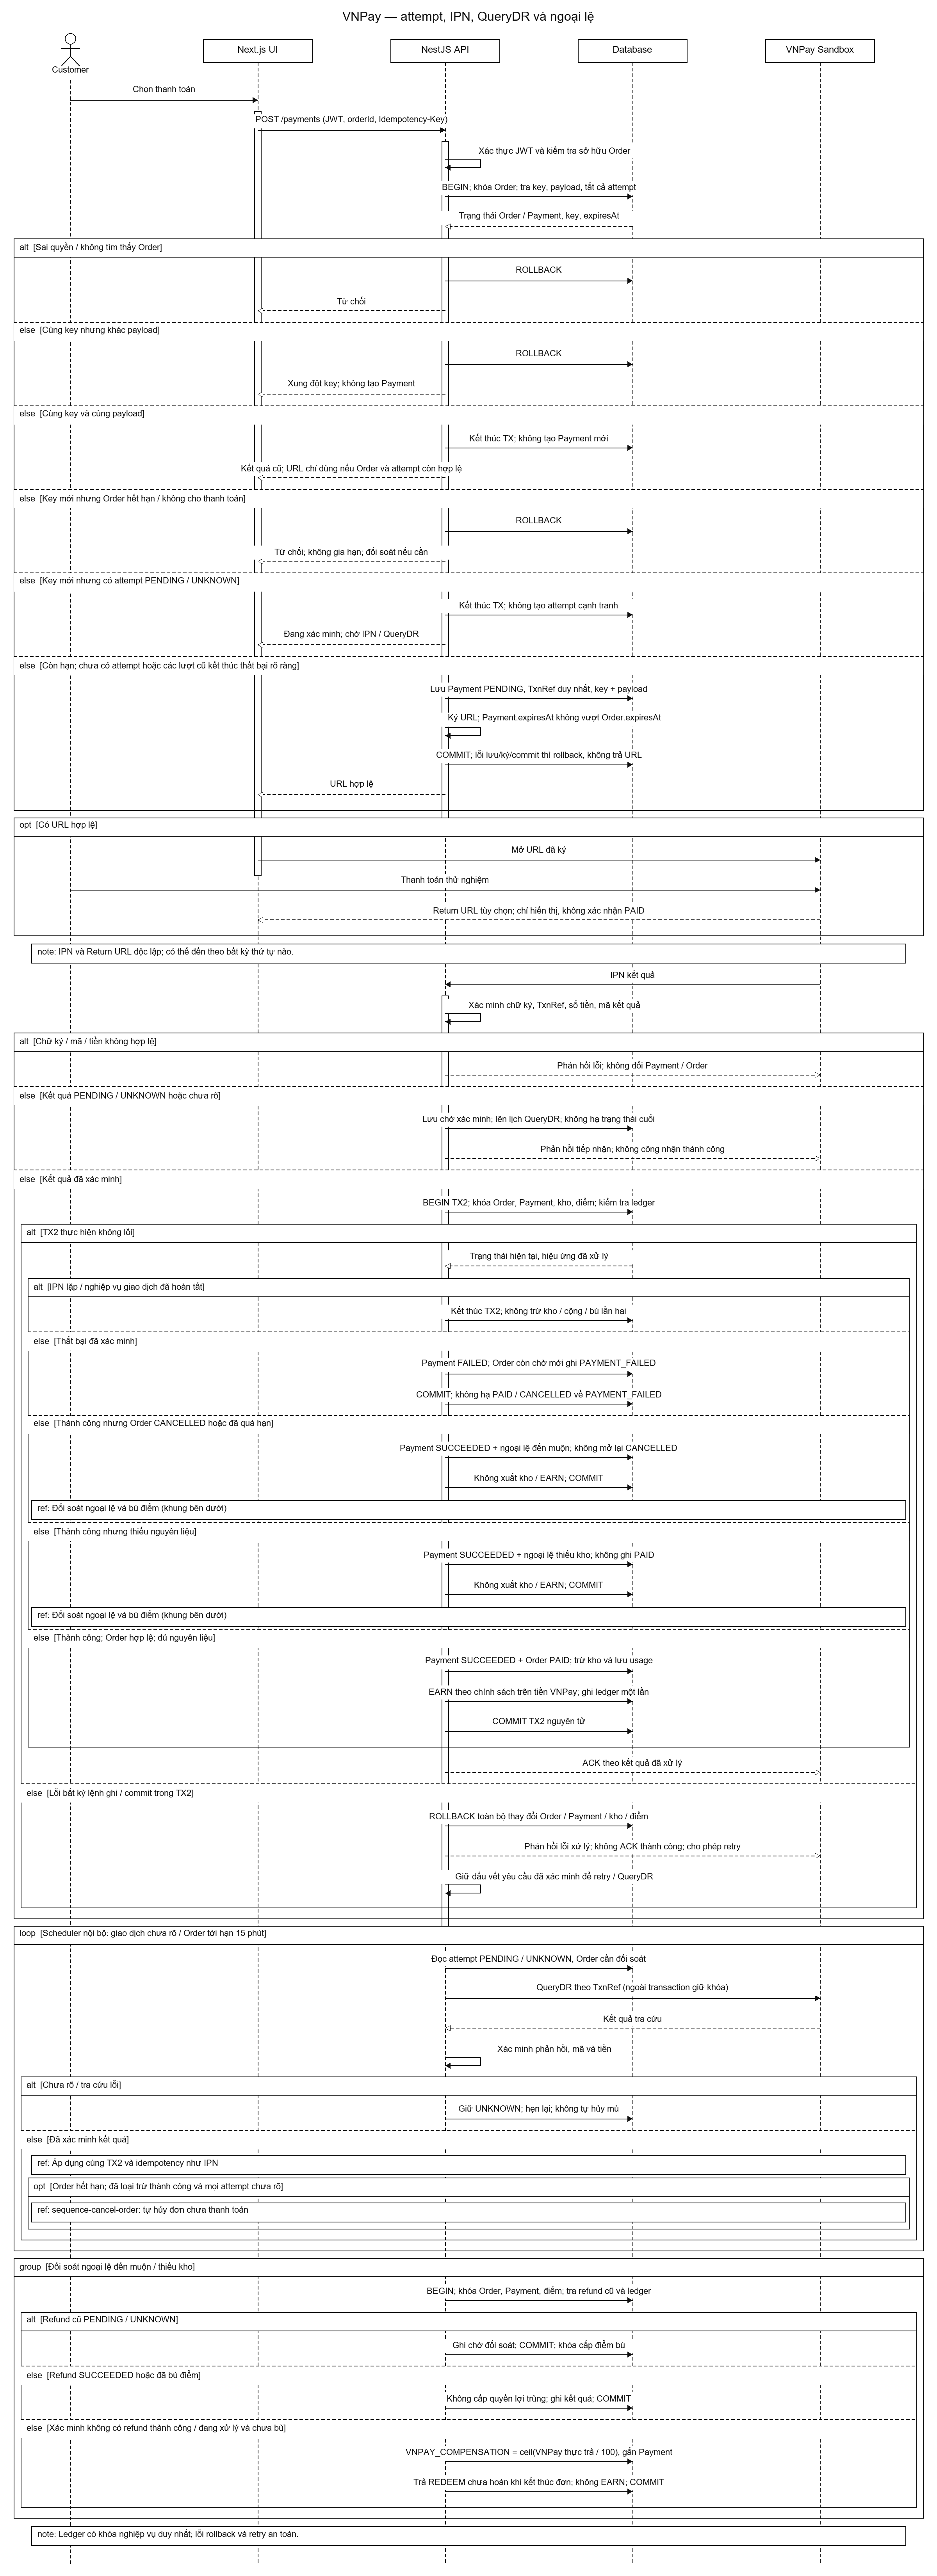 VNPay — attempt, IPN, QueryDR và ngoại lệ
Customer
Next.js UI
NestJS API
Database
VNPay Sandbox
Chọn thanh toán
POST /payments (JWT, orderId, Idempotency-Key)
Xác thực JWT và kiểm tra sở hữu Order
BEGIN; khóa Order; tra key, payload, tất cả attempt
Trạng thái Order / Payment, key, expiresAt
alt [Sai quyền / không tìm thấy Order]
ROLLBACK
Từ chối
else [Cùng key nhưng khác payload]
ROLLBACK
Xung đột key; không tạo Payment
else [Cùng key và cùng payload]
Kết thúc TX; không tạo Payment mới
Kết quả cũ; URL chỉ dùng nếu Order và attempt còn hợp lệ
else [Key mới nhưng Order hết hạn / không cho thanh toán]
ROLLBACK
Từ chối; không gia hạn; đối soát nếu cần
else [Key mới nhưng có attempt PENDING / UNKNOWN]
Kết thúc TX; không tạo attempt cạnh tranh
Đang xác minh; chờ IPN / QueryDR
else [Còn hạn; chưa có attempt hoặc các lượt cũ kết thúc thất bại rõ ràng]
Lưu Payment PENDING, TxnRef duy nhất, key + payload
Ký URL; Payment.expiresAt không vượt Order.expiresAt
COMMIT; lỗi lưu/ký/commit thì rollback, không trả URL
URL hợp lệ
opt [Có URL hợp lệ]
Mở URL đã ký
Thanh toán thử nghiệm
Return URL tùy chọn; chỉ hiển thị, không xác nhận PAID
note: IPN và Return URL độc lập; có thể đến theo bất kỳ thứ tự nào.
IPN kết quả
Xác minh chữ ký, TxnRef, số tiền, mã kết quả
alt [Chữ ký / mã / tiền không hợp lệ]
Phản hồi lỗi; không đổi Payment / Order
else [Kết quả PENDING / UNKNOWN hoặc chưa rõ]
Lưu chờ xác minh; lên lịch QueryDR; không hạ trạng thái cuối
Phản hồi tiếp nhận; không công nhận thành công
else [Kết quả đã xác minh]
BEGIN TX2; khóa Order, Payment, kho, điểm; kiểm tra ledger
alt [TX2 thực hiện không lỗi]
Trạng thái hiện tại, hiệu ứng đã xử lý
alt [IPN lặp / nghiệp vụ giao dịch đã hoàn tất]
Kết thúc TX2; không trừ kho / cộng / bù lần hai
else [Thất bại đã xác minh]
Payment FAILED; Order còn chờ mới ghi PAYMENT_FAILED
COMMIT; không hạ PAID / CANCELLED về PAYMENT_FAILED
else [Thành công nhưng Order CANCELLED hoặc đã quá hạn]
Payment SUCCEEDED + ngoại lệ đến muộn; không mở lại CANCELLED
Không xuất kho / EARN; COMMIT
ref: Đối soát ngoại lệ và bù điểm (khung bên dưới)
else [Thành công nhưng thiếu nguyên liệu]
Payment SUCCEEDED + ngoại lệ thiếu kho; không ghi PAID
Không xuất kho / EARN; COMMIT
ref: Đối soát ngoại lệ và bù điểm (khung bên dưới)
else [Thành công; Order hợp lệ; đủ nguyên liệu]
Payment SUCCEEDED + Order PAID; trừ kho và lưu usage
EARN theo chính sách trên tiền VNPay; ghi ledger một lần
COMMIT TX2 nguyên tử
ACK theo kết quả đã xử lý
else [Lỗi bất kỳ lệnh ghi / commit trong TX2]
ROLLBACK toàn bộ thay đổi Order / Payment / kho / điểm
Phản hồi lỗi xử lý; không ACK thành công; cho phép retry
Giữ dấu vết yêu cầu đã xác minh để retry / QueryDR
loop [Scheduler nội bộ: giao dịch chưa rõ / Order tới hạn 15 phút]
Đọc attempt PENDING / UNKNOWN, Order cần đối soát
QueryDR theo TxnRef (ngoài transaction giữ khóa)
Kết quả tra cứu
Xác minh phản hồi, mã và tiền
alt [Chưa rõ / tra cứu lỗi]
Giữ UNKNOWN; hẹn lại; không tự hủy mù
else [Đã xác minh kết quả]
ref: Áp dụng cùng TX2 và idempotency như IPN
opt [Order hết hạn; đã loại trừ thành công và mọi attempt chưa rõ]
ref: sequence-cancel-order: tự hủy đơn chưa thanh toán
group [Đối soát ngoại lệ đến muộn / thiếu kho]
BEGIN; khóa Order, Payment, điểm; tra refund cũ và ledger
alt [Refund cũ PENDING / UNKNOWN]
Ghi chờ đối soát; COMMIT; khóa cấp điểm bù
else [Refund SUCCEEDED hoặc đã bù điểm]
Không cấp quyền lợi trùng; ghi kết quả; COMMIT
else [Xác minh không có refund thành công / đang xử lý và chưa bù]
VNPAY_COMPENSATION = ceil(VNPay thực trả / 100), gắn Payment
Trả REDEEM chưa hoàn khi kết thúc đơn; không EARN; COMMIT
note: Ledger có khóa nghiệp vụ duy nhất; lỗi rollback và retry an toàn.